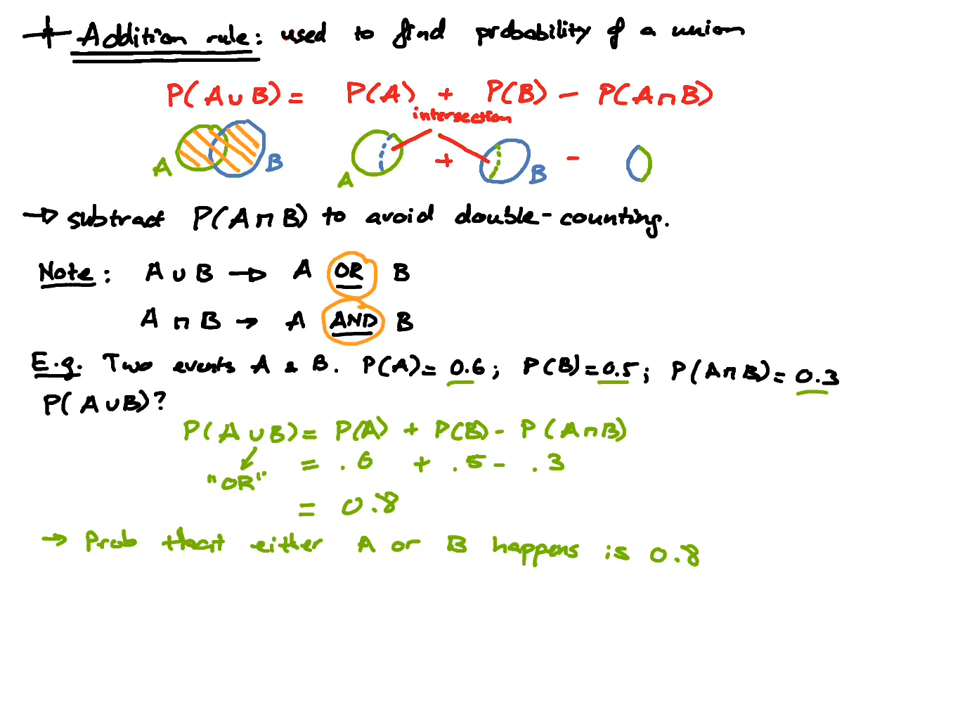 + Addition rule: used to find probability of a union
P(A∪B) = P(A) + P(B) − P(A∩B)
intersection
A B A + B −
→ subtract P(A∩B) to avoid double-counting.
Note: A ∪ B → A OR B
A ∩ B → A AND B
E.g. Two events A & B. P(A)= 0.6; P(B)=0.5; P(A∩B)= 0.3
P(A∪B)?
P(A∪B)= P(A) + P(B) − P(A∩B)
"OR" = .6 + .5 − .3
= 0.8
→ Prob that either A or B happens is 0.8